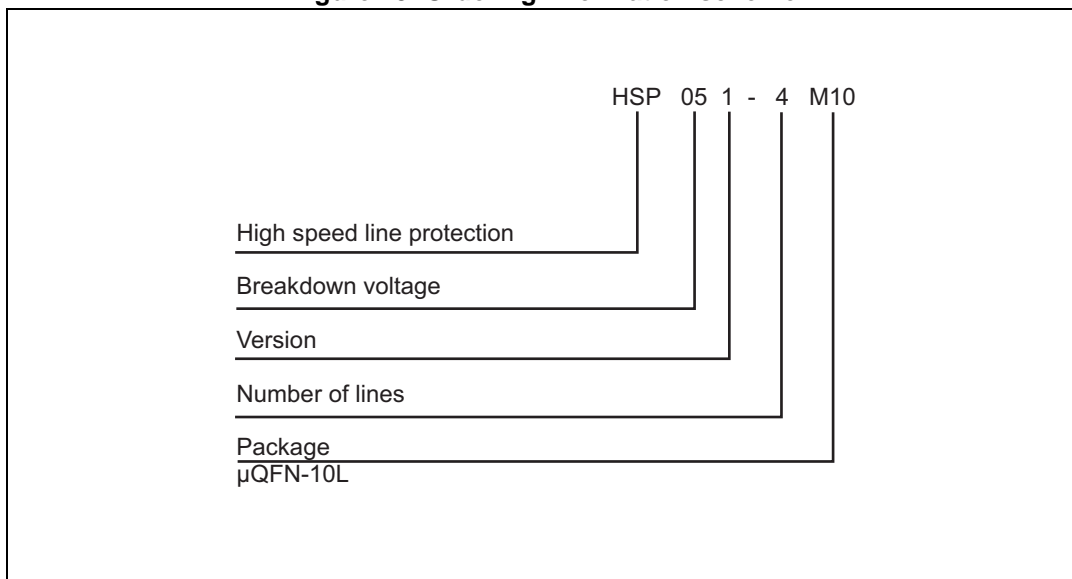 HSP 05 1 - 4 M10
High speed line protection
Breakdown voltage
Version
Number of lines
Package
µQFN-10L